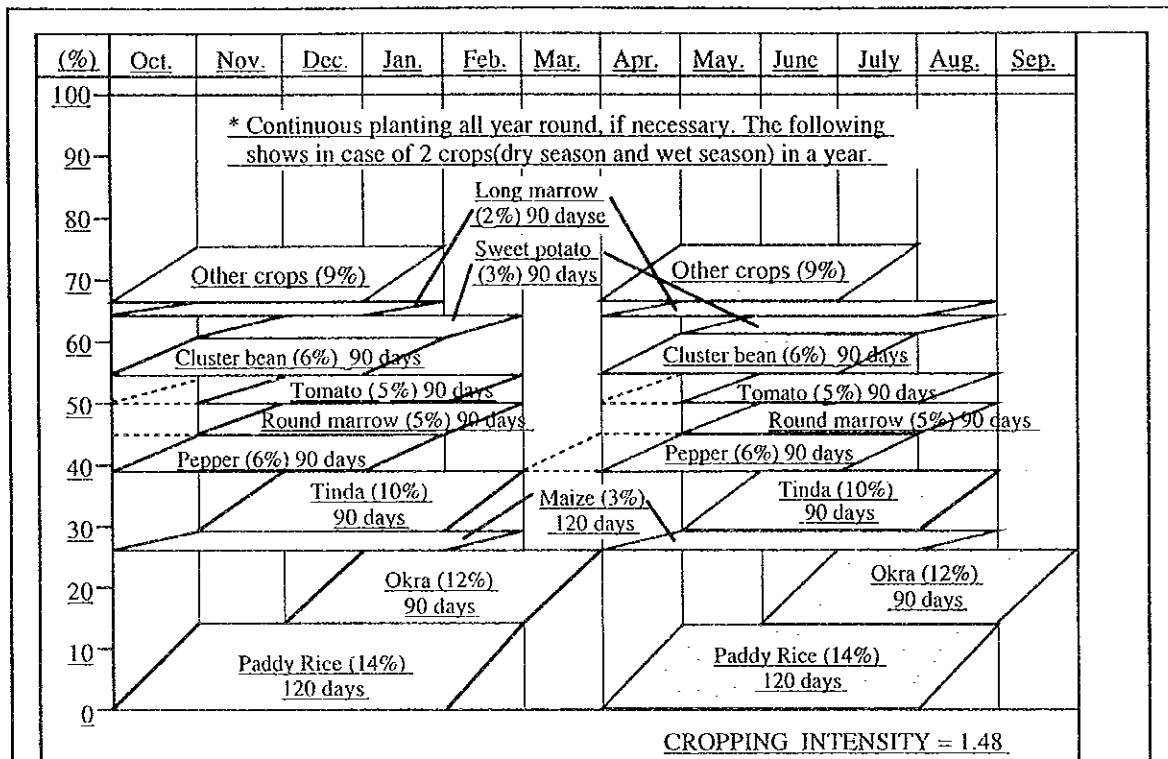 (%) Oct. Nov. Dec. Jan. Feb. Mar. Apr. May. June July Aug. Sep.
100
* Continuous planting all year round, if necessary. The following
shows in case of 2 crops(dry season and wet season) in a year.
90
80
Long marrow
(2%) 90 dayse
Sweet potato
(3%) 90 days
Other crops (9%)
Other crops (9%)
70
60
Cluster bean (6%) 90 days
Cluster bean (6%) 90 days
Tomato (5%) 90 days
Tomato (5%) 90 days
50
Round marrow (5%) 90 days
Round marrow (5%) 90 days
Pepper (6%) 90 days
Pepper (6%) 90 days
40
Tinda (10%)
90 days
Maize (3%)
120 days
Tinda (10%)
90 days
30
20
Okra (12%)
90 days
Okra (12%)
90 days
10
Paddy Rice (14%)
120 days
Paddy Rice (14%)
120 days
0
CROPPING INTENSITY = 1.48